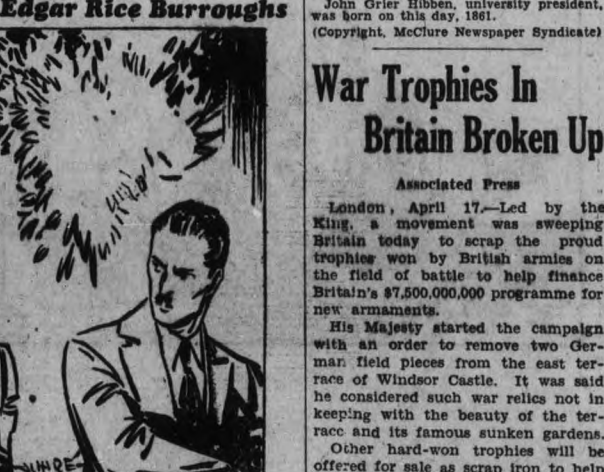 Edgar Rice Burroughs
John Grier Hibben, university president,
was born on this day, 1861.
(Copyright, McClure Newspaper Syndicate)
War Trophies In
Britain Broken Up
Associated Press
London, April 17.—Led by the
King, a movement was sweeping
Britain today to scrap the proud
trophies won by British armies on
the field of battle to help finance
Britain's $7,500,000,000 programme for
new armaments.
His Majesty started the campaign
with an order to remove two Ger-
man field pieces from the east ter-
race of Windsor Castle. It was said
he considered such war relics not in
keeping with the beauty of the ter-
race and its famous sunken gardens.
Other hard-won trophies will be
offered for sale as scrap iron to help